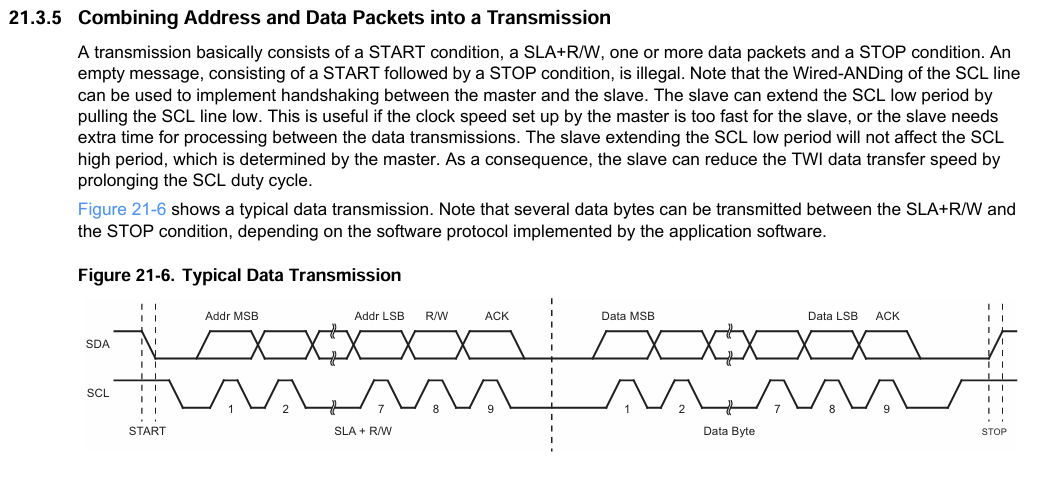 21.3.5 Combining Address and Data Packets into a Transmission
A transmission basically consists of a START condition, a SLA+R/W, one or more data packets and a STOP condition. An
empty message, consisting of a START followed by a STOP condition, is illegal. Note that the Wired-ANDing of the SCL line
can be used to implement handshaking between the master and the slave. The slave can extend the SCL low period by
pulling the SCL line low. This is useful if the clock speed set up by the master is too fast for the slave, or the slave needs
extra time for processing between the data transmissions. The slave extending the SCL low period will not affect the SCL
high period, which is determined by the master. As a consequence, the slave can reduce the TWI data transfer speed by
prolonging the SCL duty cycle.
Figure 21-6 shows a typical data transmission. Note that several data bytes can be transmitted between the SLA+R/W and
the STOP condition, depending on the software protocol implemented by the application software.
Figure 21-6. Typical Data Transmission
Addr MSB Addr LSB R/W ACK Data MSB Data LSB ACK
SDA
SCL
1 2 7 8 9 1 2 7 8 9
START SLA + R/W Data Byte STOP